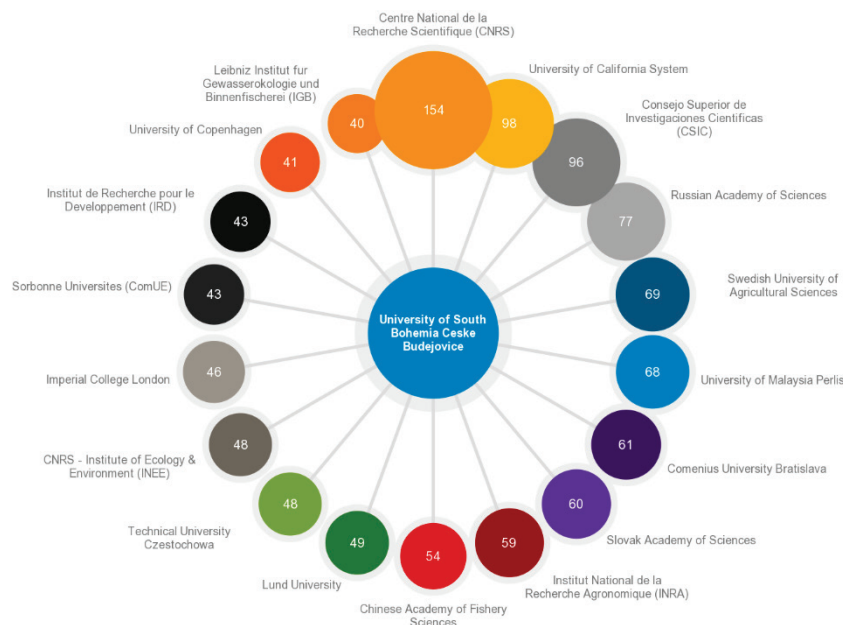 Centre National de la
Recherche Scientifique (CNRS)
154
University of California System
98
Consejo Superior de
Investigaciones Cientificas
(CSIC)
96
Russian Academy of Sciences
77
Swedish University of
Agricultural Sciences
69
University of Malaysia Perlis
68
Comenius University Bratislava
61
Slovak Academy of Sciences
60
Institut National de la
Recherche Agronomique (INRA)
59
Chinese Academy of Fishery
Sciences
54
Lund University
49
Technical University
Czestochowa
48
CNRS - Institute of Ecology &
Environment (INEE)
48
Imperial College London
46
Sorbonne Universites (ComUE)
43
Institut de Recherche pour le
Developpement (IRD)
43
University of Copenhagen
41
Leibniz Institut fur
Gewasserokologie und
Binnenfischerei (IGB)
40
University of South
Bohemia Ceske
Budejovice